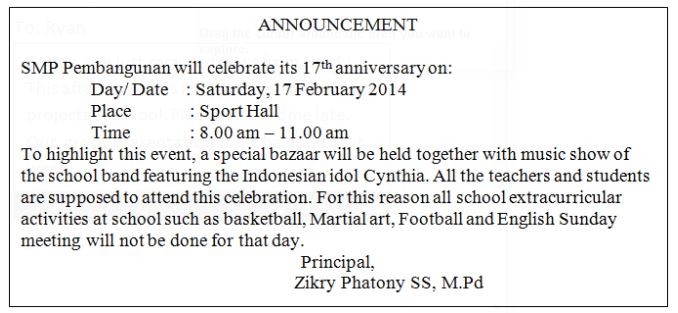 ANNOUNCEMENT
SMP Pembangunan will celebrate its 17th anniversary on:
Day/ Date : Saturday, 17 February 2014
Place : Sport Hall
Time : 8.00 am – 11.00 am
To highlight this event, a special bazaar will be held together with music show of
the school band featuring the Indonesian idol Cynthia. All the teachers and students
are supposed to attend this celebration. For this reason all school extracurricular
activities at school such as basketball, Martial art, Football and English Sunday
meeting will not be done for that day.
Principal,
Zikry Phatony SS, M.Pd